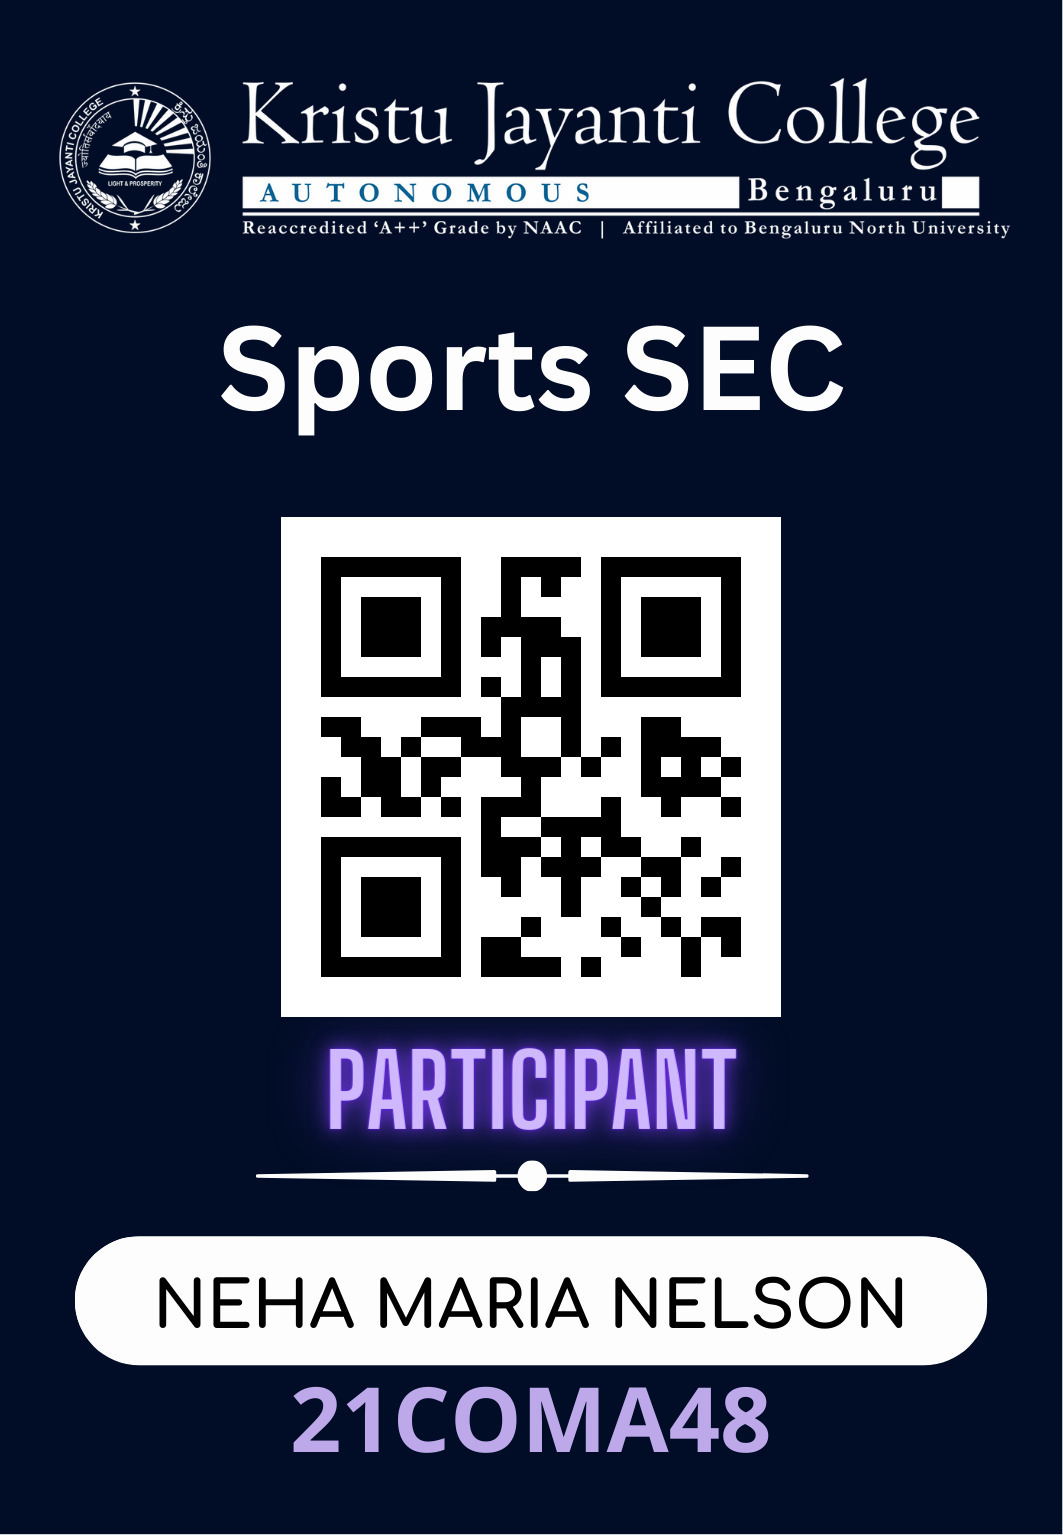 KRISTU JAYANTI COLLEGE
LIGHT & PROSPERITY
Kristu Jayanti College
AUTONOMOUS Bengaluru
Reaccredited ‘A++’ Grade by NAAC | Affiliated to Bengaluru North University
Sports SEC
PARTICIPANT
NEHA MARIA NELSON
21COMA48